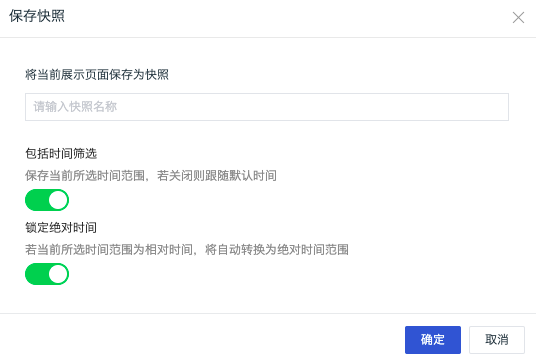 保存快照
将当前展示页面保存为快照
请输入快照名称
包括时间筛选
保存当前所选时间范围，若关闭则跟随默认时间
锁定绝对时间
若当前所选时间范围为相对时间，将自动转换为绝对时间范围
确定
取消